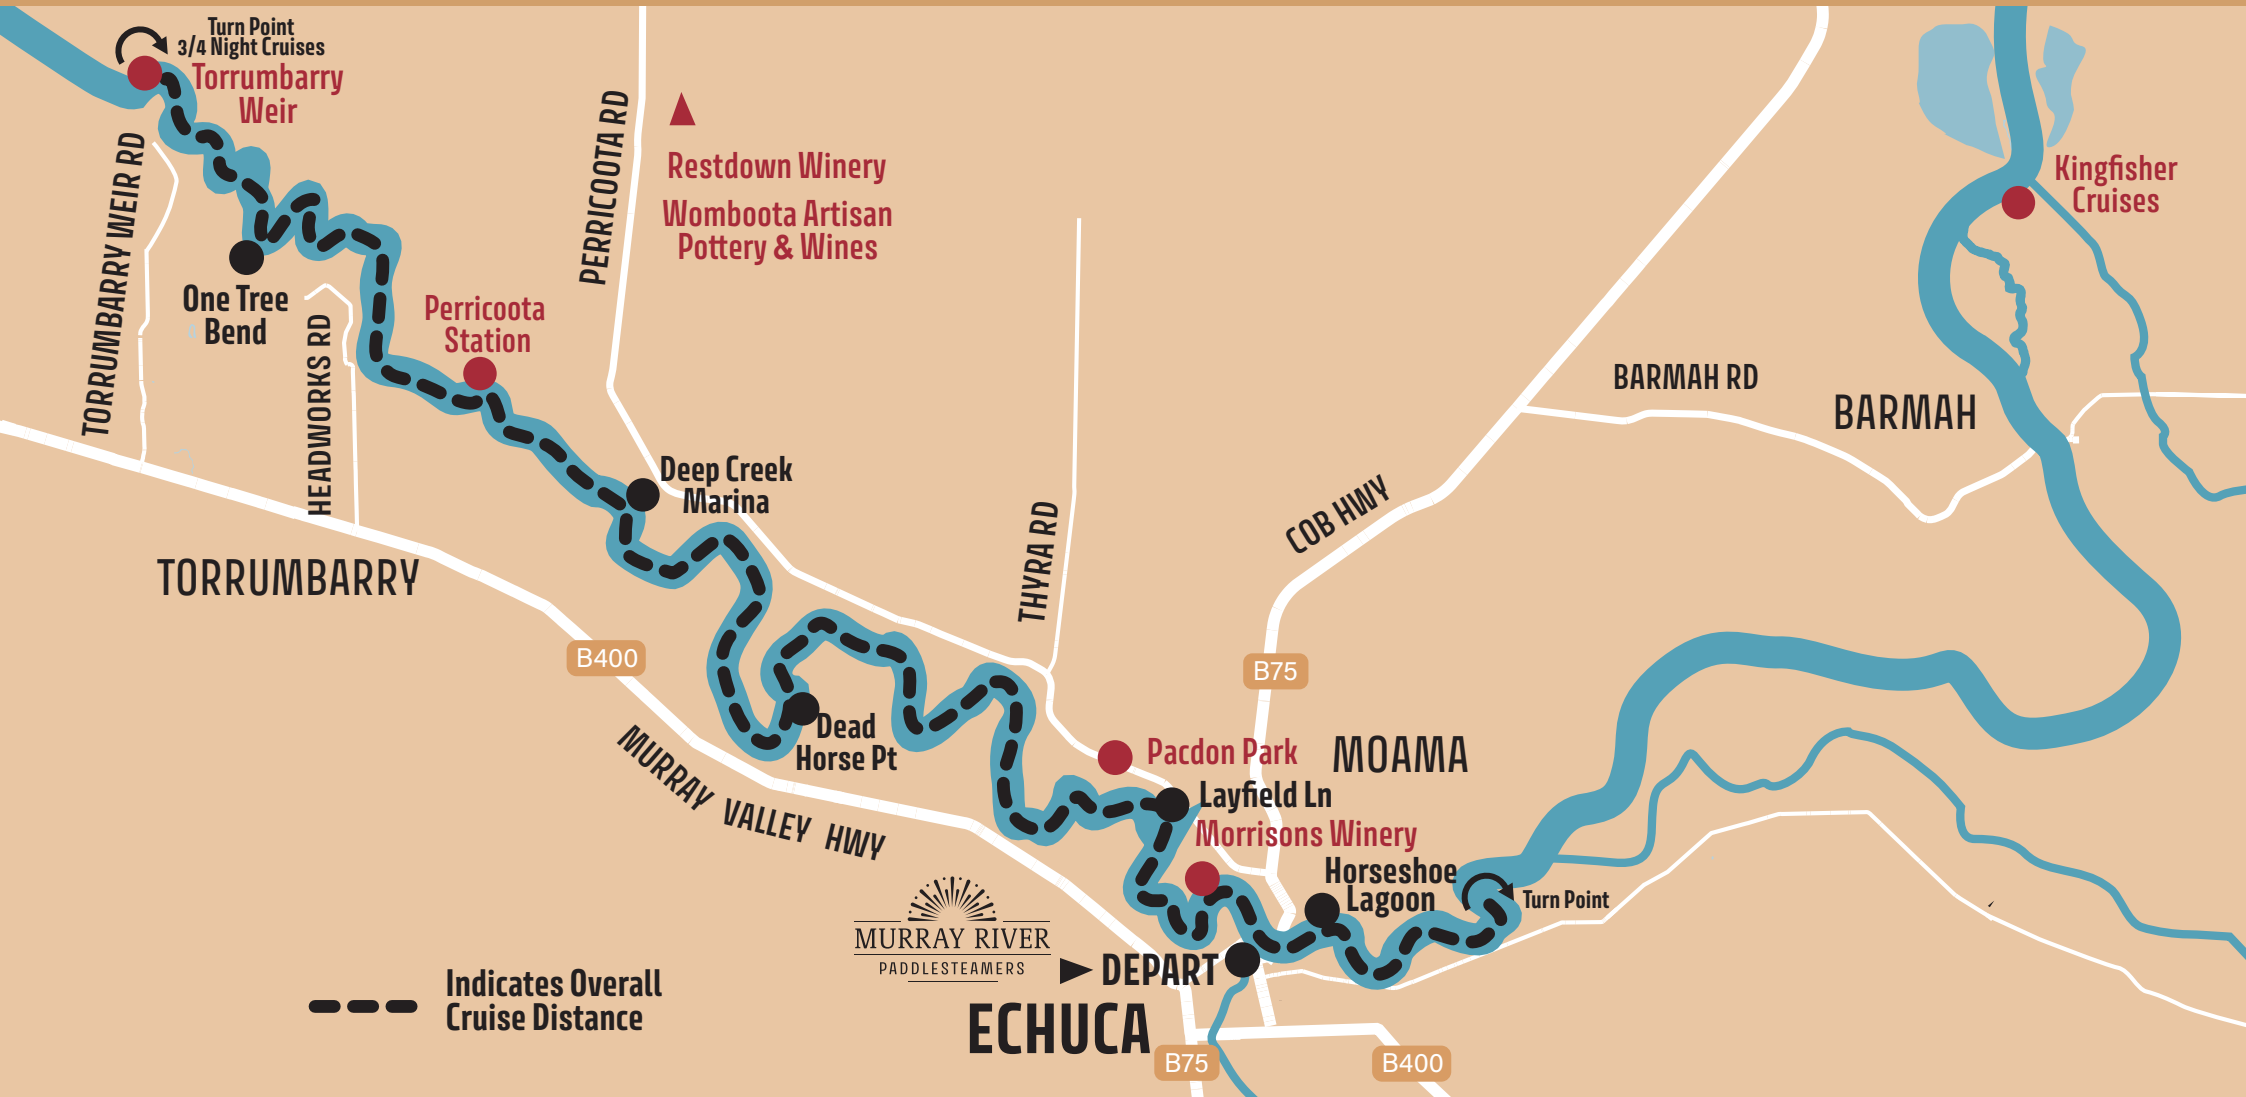 Turn Point
3/4 Night Cruises
Torrumbarry
Weir
TORRUMBARRY WEIR RD
One Tree
Bend
HEADWORKS RD
Perricoota
Station
PERRICOOTA RD
Restdown Winery
Womboota Artisan
Pottery & Wines
Kingfisher
Cruises
BARMAH RD
BARMAH
Deep Creek
Marina
THYRA RD
COB HWY
TORRUMBARRY
B400
B75
MURRAY VALLEY HWY
Dead
Horse Pt
Pacdon Park
MOAMA
Layfield Ln
Morrisons Winery
Horseshoe
Lagoon
Turn Point
MURRAY RIVER
PADDLESTEAMERS
DEPART
ECHUCA
Indicates Overall
Cruise Distance
B75
B400